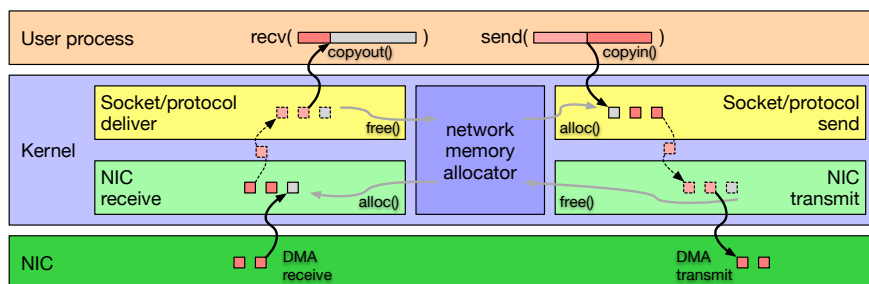 User process
recv( )
copyout()
send( )
copyin()
Kernel
Socket/protocol
deliver
free()
network
memory
allocator
alloc()
Socket/protocol
send
NIC
receive
alloc()
free()
NIC
transmit
NIC
DMA
receive
DMA
transmit